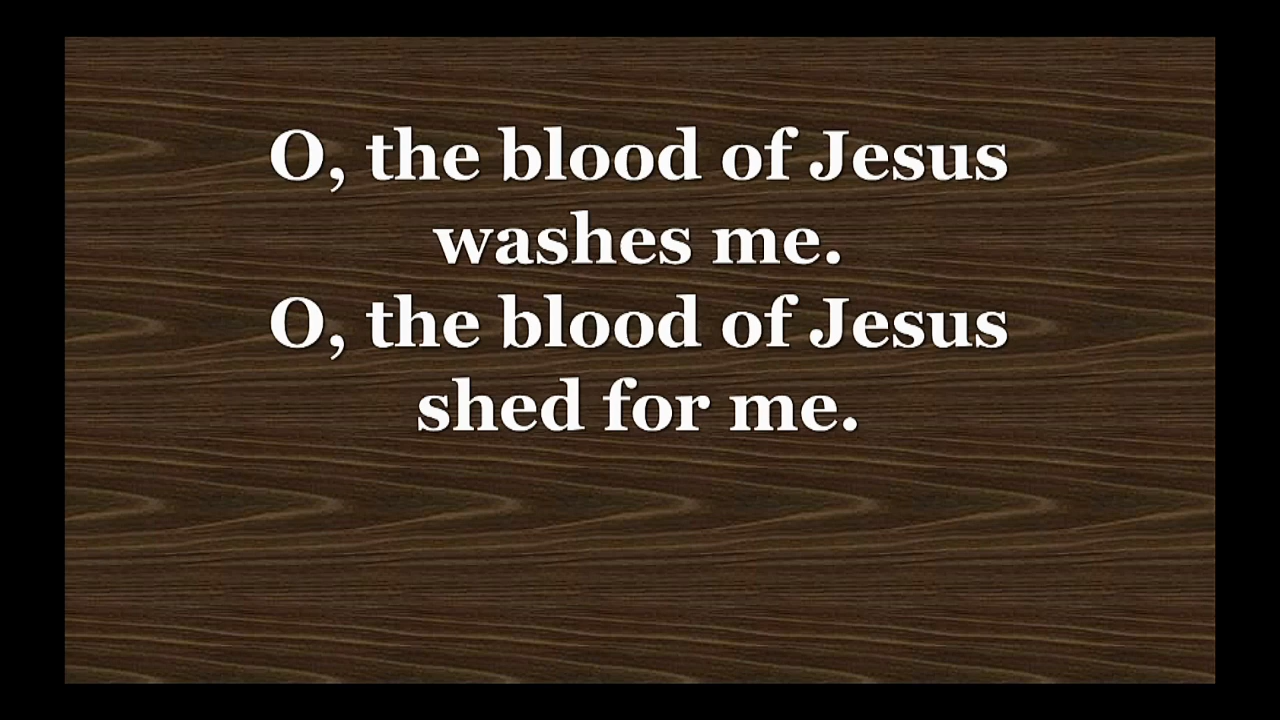 O, the blood of Jesus
washes me.
O, the blood of Jesus
shed for me.